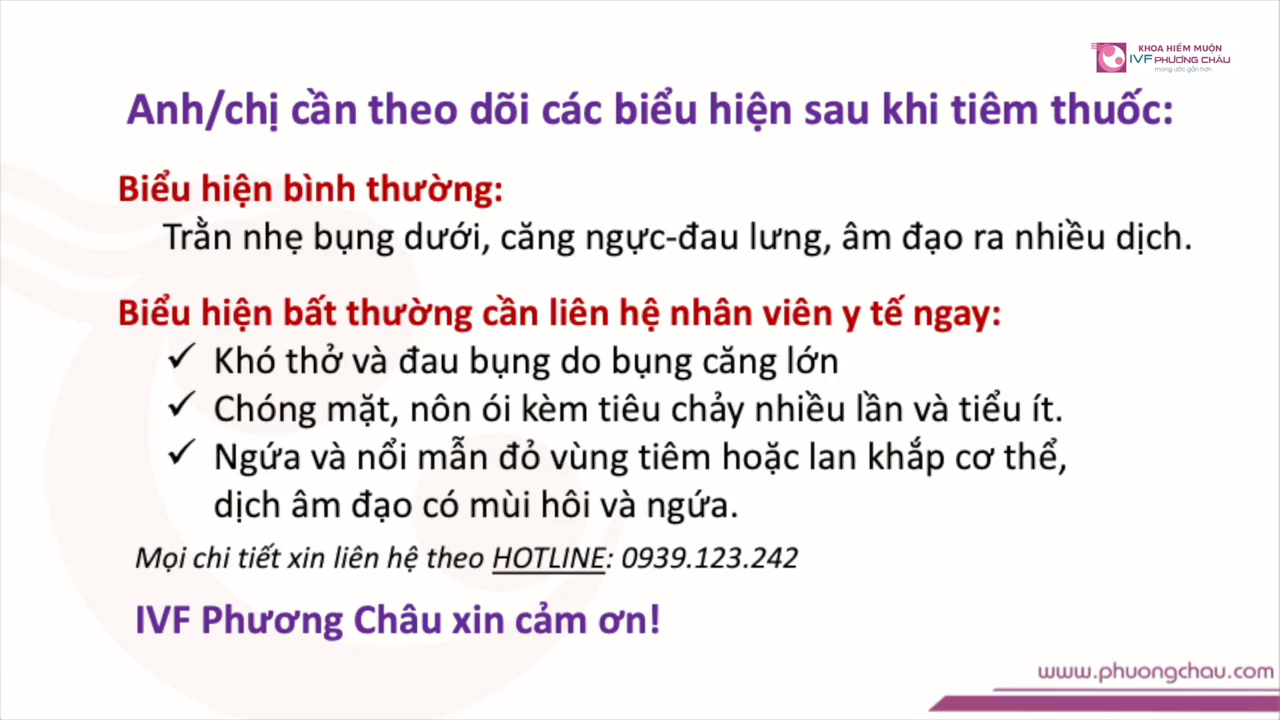 KHOA HIẾM MUỘN
IVF PHƯƠNG CHÂU
mong ước gần hơn
Anh/chị cần theo dõi các biểu hiện sau khi tiêm thuốc:
Biểu hiện bình thường:
Trằn nhẹ bụng dưới, căng ngực-đau lưng, âm đạo ra nhiều dịch.
Biểu hiện bất thường cần liên hệ nhân viên y tế ngay:
✓ Khó thở và đau bụng do bụng căng lớn
✓ Chóng mặt, nôn ói kèm tiêu chảy nhiều lần và tiểu ít.
✓ Ngứa và nổi mẫn đỏ vùng tiêm hoặc lan khắp cơ thể,
dịch âm đạo có mùi hôi và ngứa.
Mọi chi tiết xin liên hệ theo HOTLINE: 0939.123.242
IVF Phương Châu xin cảm ơn!
www.phuongchau.com